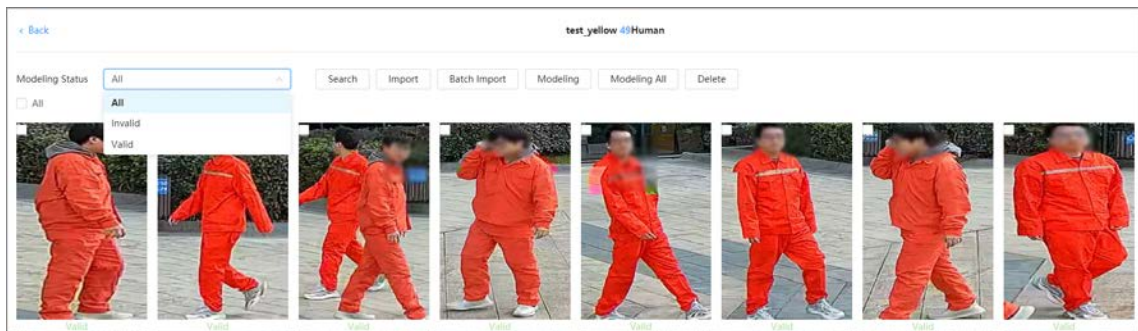 < Back
test_yellow 49Human
Modeling Status All Search Import Batch Import Modeling Modeling All Delete
All
All
Invalid
Valid
Valid Valid Valid Valid Valid Valid Valid Valid